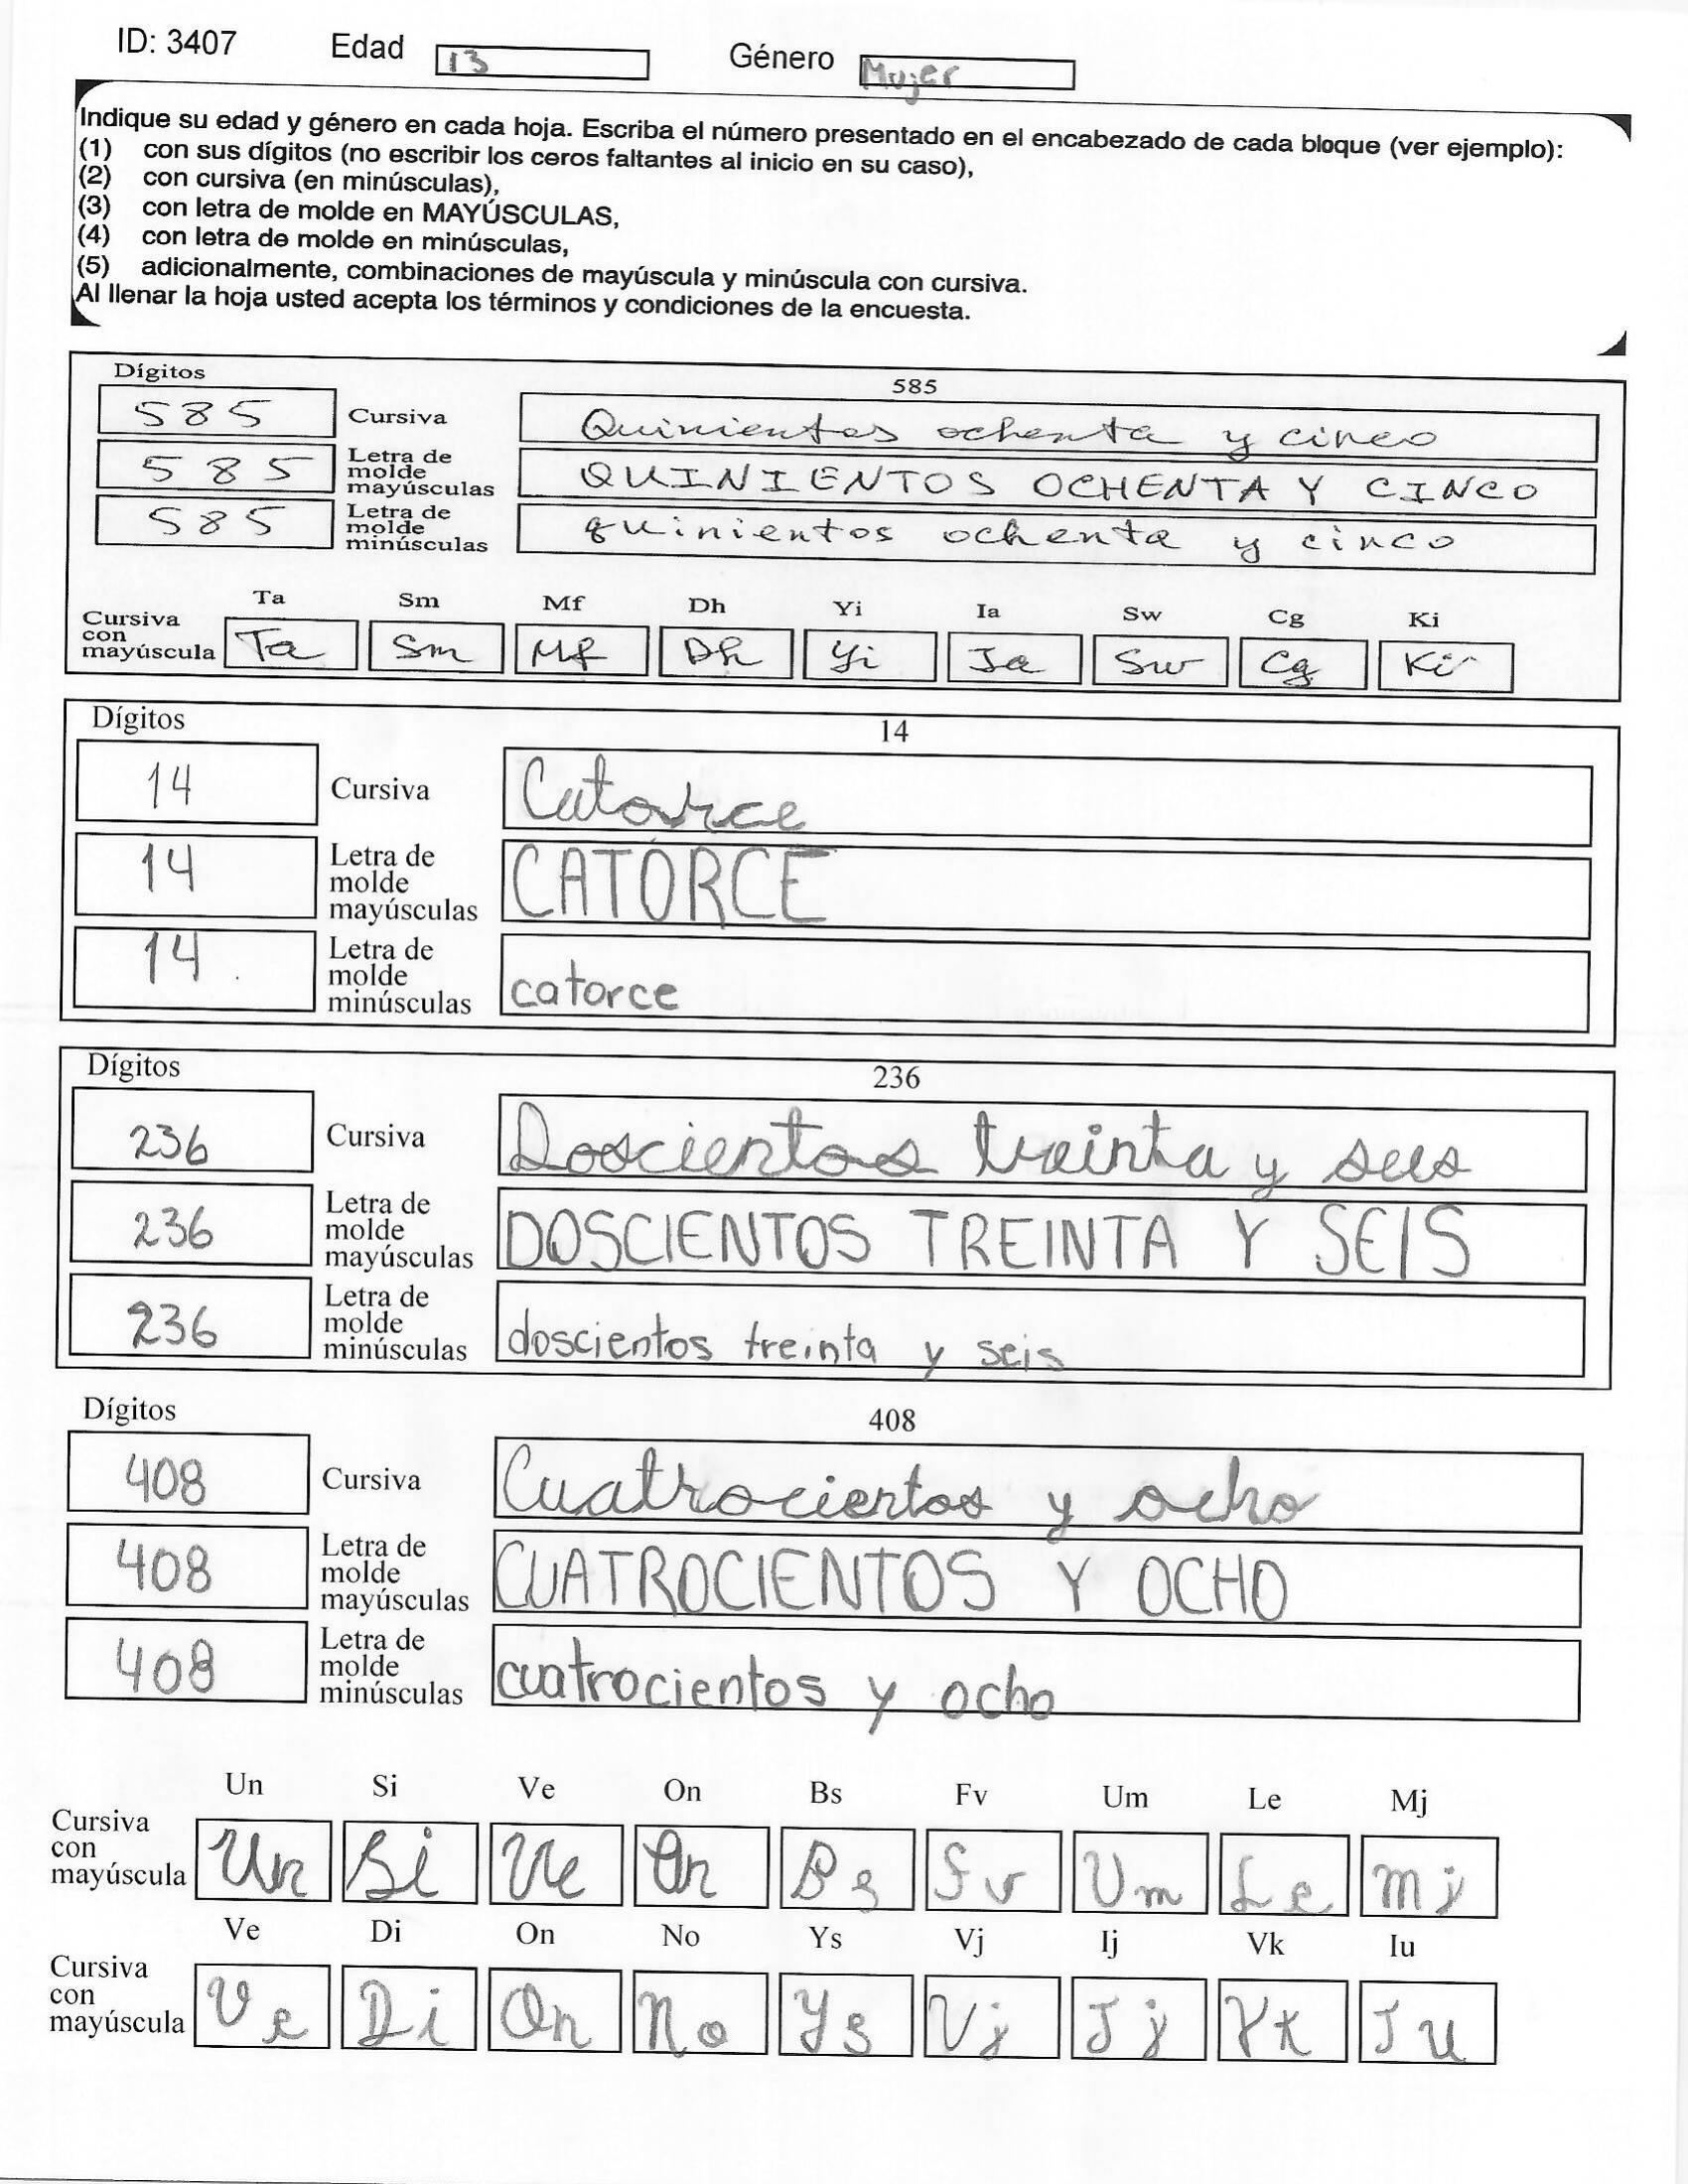 ID: 3407 Edad 13 Género Mujer
Indique su edad y género en cada hoja. Escriba el número presentado en el encabezado de cada bloque (ver ejemplo):
(1) con sus dígitos (no escribir los ceros faltantes al inicio en su caso),
(2) con cursiva (en minúsculas),
(3) con letra de molde en MAYÚSCULAS,
(4) con letra de molde en minúsculas,
(5) adicionalmente, combinaciones de mayúscula y minúscula con cursiva.
Al llenar la hoja usted acepta los términos y condiciones de la encuesta.
Dígitos 585
585 Cursiva Quinientos ochenta y cinco
585 Letra de molde mayúsculas QUINIENTOS OCHENTA Y CINCO
585 Letra de molde minúsculas quinientos ochenta y cinco
Ta Sm Mf Dh Yi Ia Sw Cg Ki
Cursiva con mayúscula Ta Sm Mf Dh Yi Ia Sw Cg Ki
Dígitos 14
14 Cursiva Catorce
14 Letra de molde mayúsculas CATORCE
14 Letra de molde minúsculas catorce
Dígitos 236
236 Cursiva Doscientos treinta y seis
236 Letra de molde mayúsculas DOSCIENTOS TREINTA Y SEIS
236 Letra de molde minúsculas doscientos treinta y seis
Dígitos 408
408 Cursiva Cuatrocientos y ocho
408 Letra de molde mayúsculas CUATROCIENTOS Y OCHO
408 Letra de molde minúsculas cuatrocientos y ocho
Un Si Ve On Bs Fv Um Le Mj
Cursiva con mayúscula Un Si Ve On Bs Fv Um Le Mj
Ve Di On No Ys Vj Ij Vk Iu
Cursiva con mayúscula Ve Di On No Ys Vj Ij Vk Iu